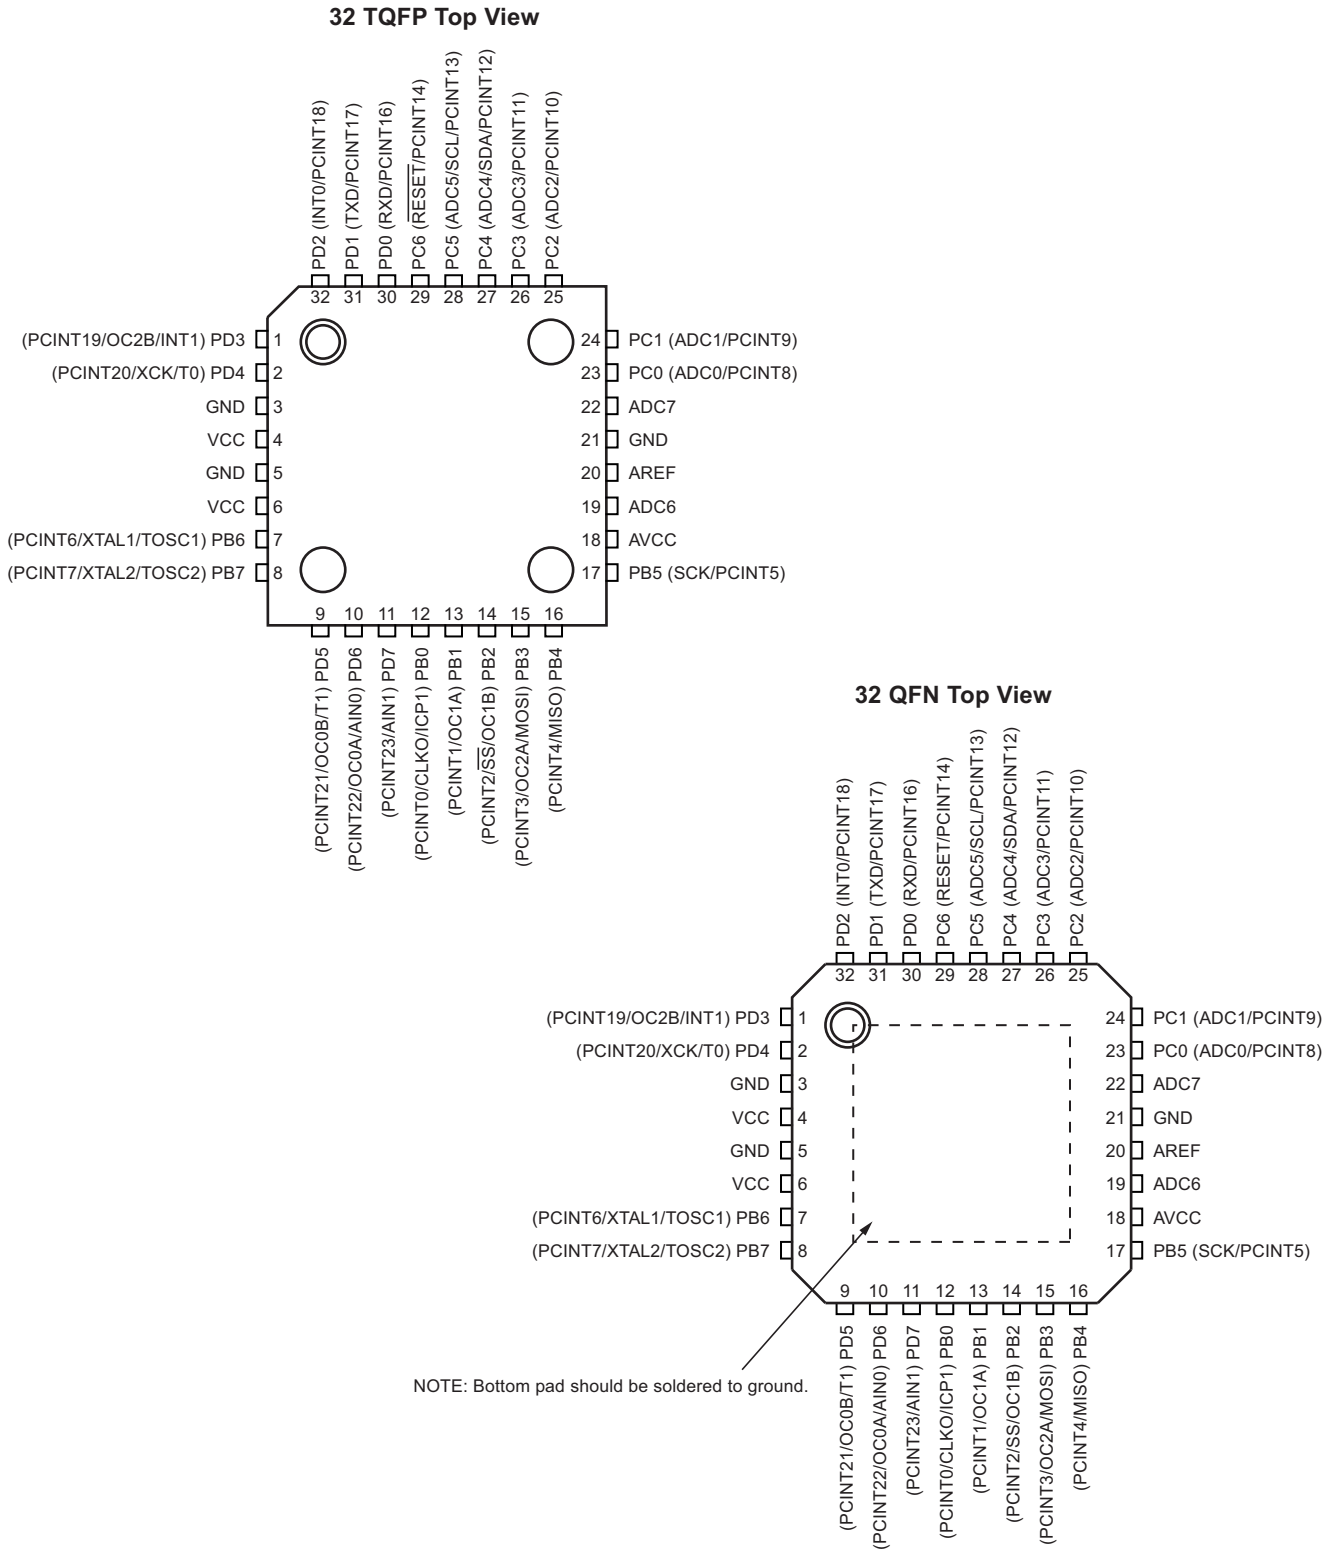 32 TQFP Top View
PD2 (INT0/PCINT18)
PD1 (TXD/PCINT17)
PD0 (RXD/PCINT16)
PC6 (RESET/PCINT14)
PC5 (ADC5/SCL/PCINT13)
PC4 (ADC4/SDA/PCINT12)
PC3 (ADC3/PCINT11)
PC2 (ADC2/PCINT10)
32 31 30 29 28 27 26 25
(PCINT19/OC2B/INT1) PD3 1
(PCINT20/XCK/T0) PD4 2
GND 3
VCC 4
GND 5
VCC 6
(PCINT6/XTAL1/TOSC1) PB6 7
(PCINT7/XTAL2/TOSC2) PB7 8
24 PC1 (ADC1/PCINT9)
23 PC0 (ADC0/PCINT8)
22 ADC7
21 GND
20 AREF
19 ADC6
18 AVCC
17 PB5 (SCK/PCINT5)
9 10 11 12 13 14 15 16
(PCINT21/OC0B/T1) PD5
(PCINT22/OC0A/AIN0) PD6
(PCINT23/AIN1) PD7
(PCINT0/CLKO/ICP1) PB0
(PCINT1/OC1A) PB1
(PCINT2/SS/OC1B) PB2
(PCINT3/OC2A/MOSI) PB3
(PCINT4/MISO) PB4
32 QFN Top View
PD2 (INT0/PCINT18)
PD1 (TXD/PCINT17)
PD0 (RXD/PCINT16)
PC6 (RESET/PCINT14)
PC5 (ADC5/SCL/PCINT13)
PC4 (ADC4/SDA/PCINT12)
PC3 (ADC3/PCINT11)
PC2 (ADC2/PCINT10)
32 31 30 29 28 27 26 25
(PCINT19/OC2B/INT1) PD3 1
(PCINT20/XCK/T0) PD4 2
GND 3
VCC 4
GND 5
VCC 6
(PCINT6/XTAL1/TOSC1) PB6 7
(PCINT7/XTAL2/TOSC2) PB7 8
24 PC1 (ADC1/PCINT9)
23 PC0 (ADC0/PCINT8)
22 ADC7
21 GND
20 AREF
19 ADC6
18 AVCC
17 PB5 (SCK/PCINT5)
9 10 11 12 13 14 15 16
(PCINT21/OC0B/T1) PD5
(PCINT22/OC0A/AIN0) PD6
(PCINT23/AIN1) PD7
(PCINT0/CLKO/ICP1) PB0
(PCINT1/OC1A) PB1
(PCINT2/SS/OC1B) PB2
(PCINT3/OC2A/MOSI) PB3
(PCINT4/MISO) PB4
NOTE: Bottom pad should be soldered to ground.